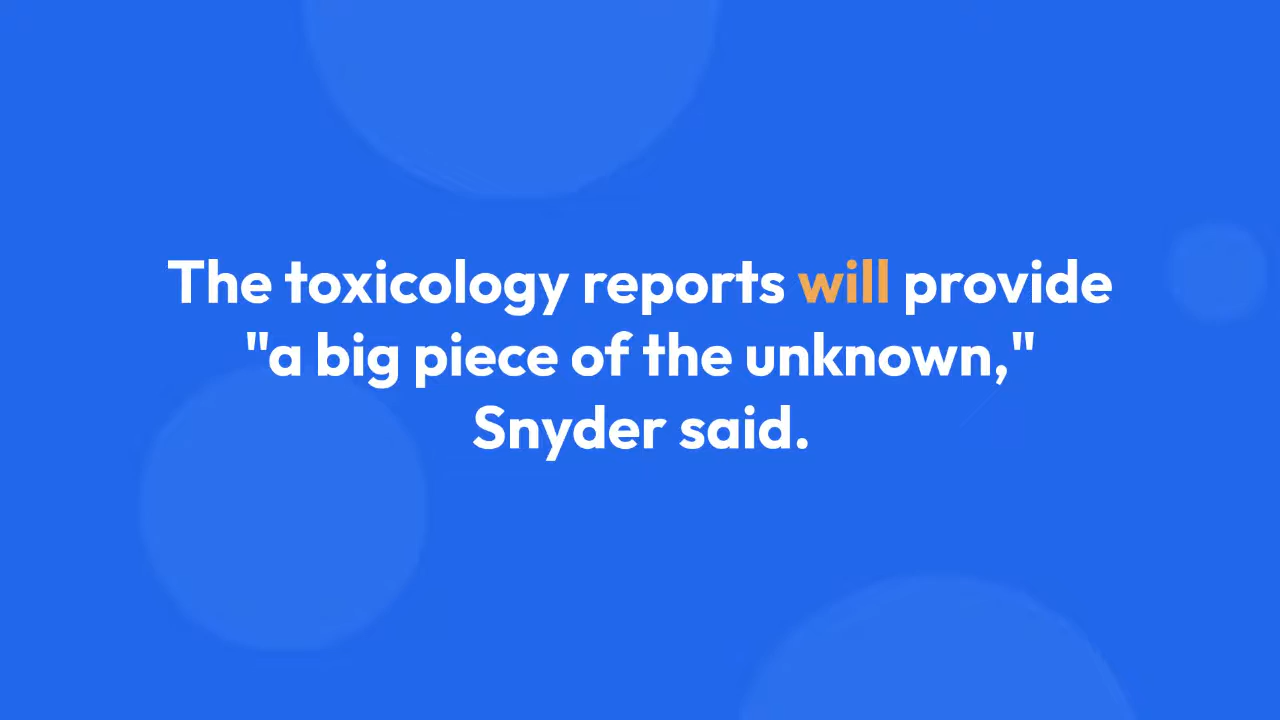 The toxicology reports will provide
"a big piece of the unknown,"
Snyder said.